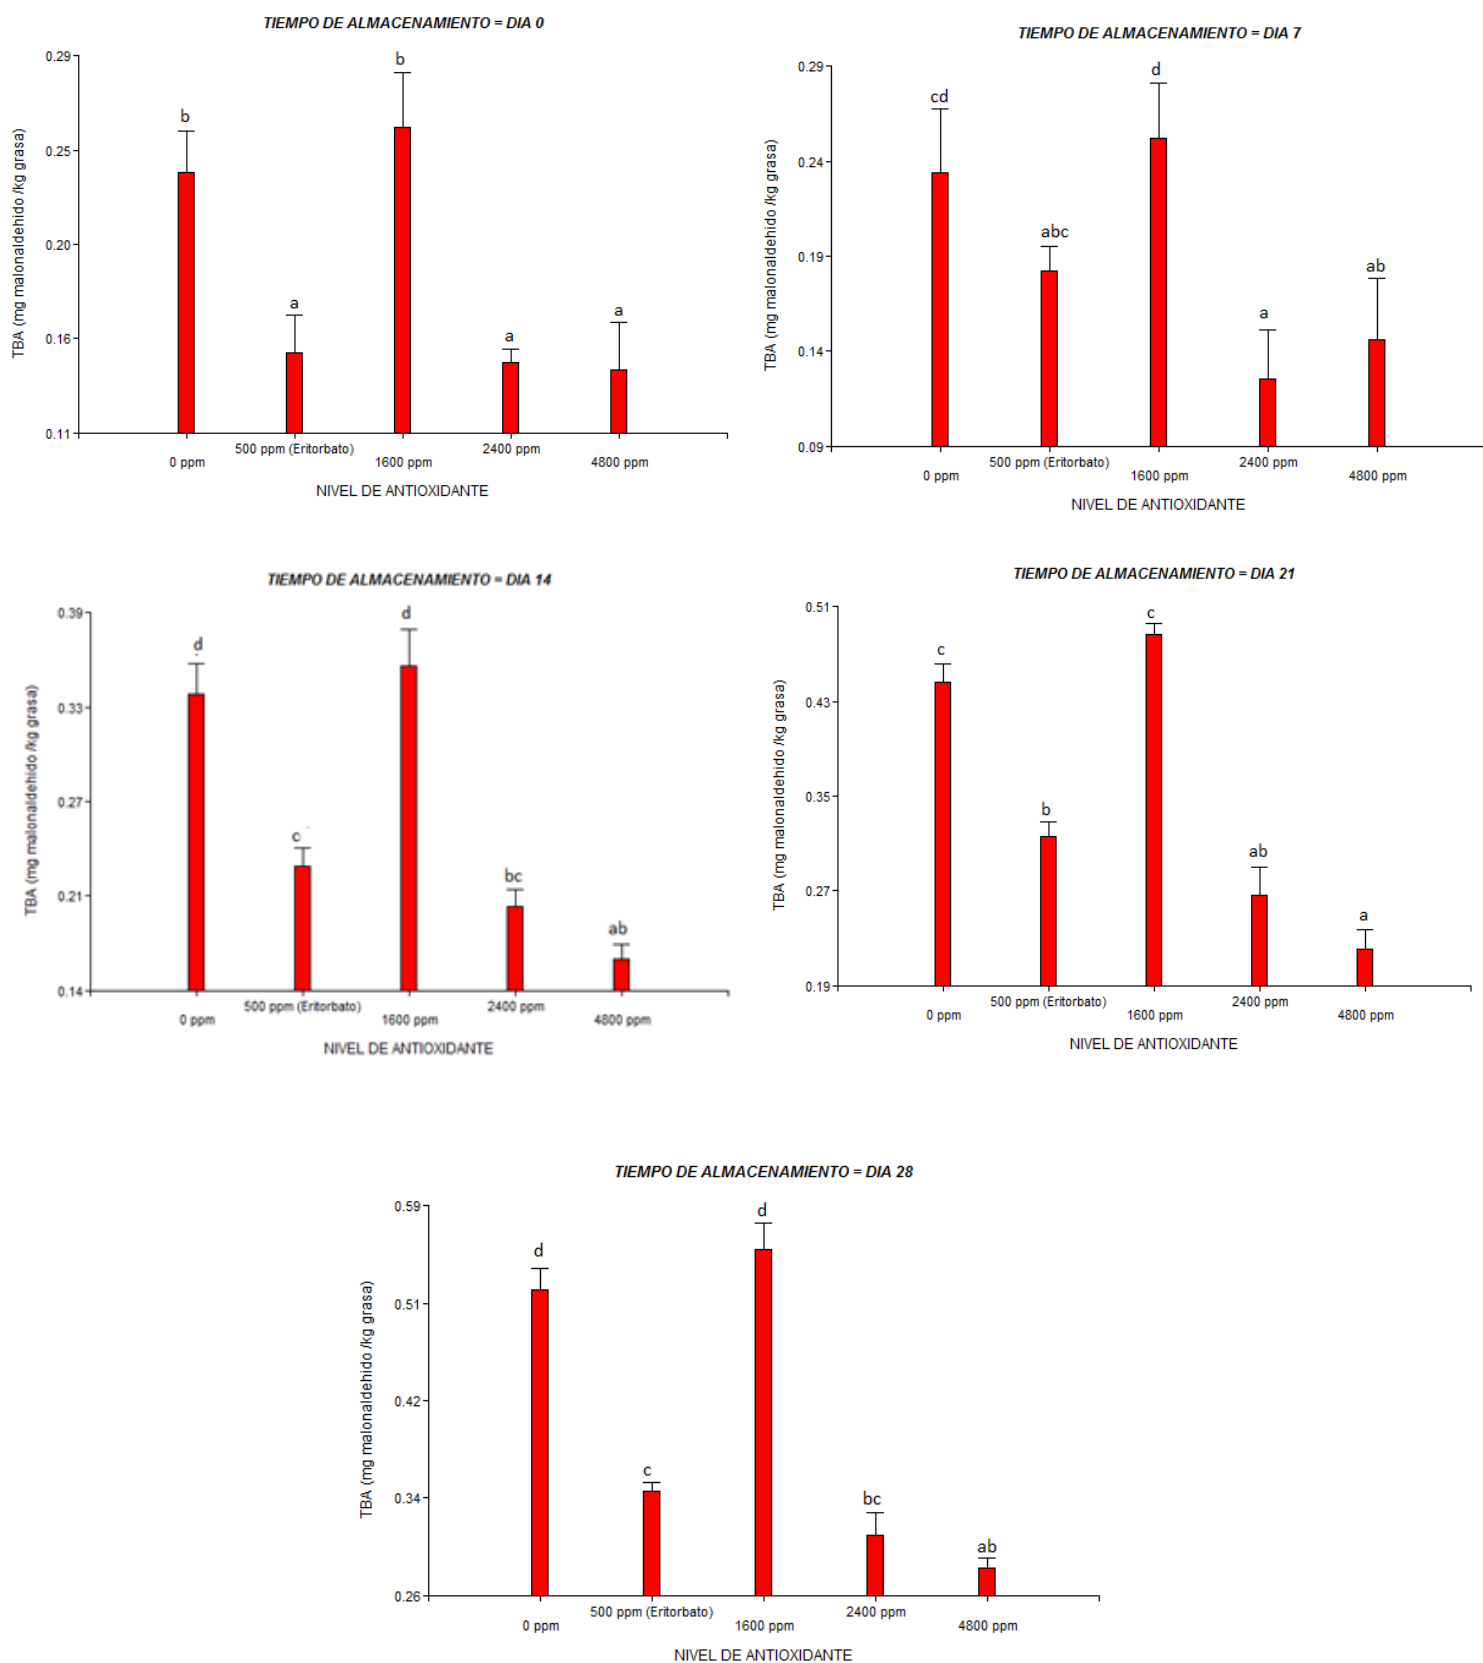 TIEMPO DE ALMACENAMIENTO = DIA 0
TBA (mg malonaldehido /kg grasa)
0.29
0.25
0.20
0.16
0.11
b
a
b
a
a
0 ppm
500 ppm (Eritorbato)
1600 ppm
2400 ppm
4800 ppm
NIVEL DE ANTIOXIDANTE
TIEMPO DE ALMACENAMIENTO = DIA 7
TBA (mg malonaldehido /kg grasa)
0.29
0.24
0.19
0.14
0.09
cd
abc
d
a
ab
0 ppm
500 ppm (Eritorbato)
1600 ppm
2400 ppm
4800 ppm
NIVEL DE ANTIOXIDANTE
TIEMPO DE ALMACENAMIENTO = DIA 14
TBA (mg malonaldehido /kg grasa)
0.39
0.33
0.27
0.21
0.14
d
c
d
bc
ab
0 ppm
500 ppm (Eritorbato)
1600 ppm
2400 ppm
4800 ppm
NIVEL DE ANTIOXIDANTE
TIEMPO DE ALMACENAMIENTO = DIA 21
TBA (mg malonaldehido /kg grasa)
0.51
0.43
0.35
0.27
0.19
c
b
c
ab
a
0 ppm
500 ppm (Eritorbato)
1600 ppm
2400 ppm
4800 ppm
NIVEL DE ANTIOXIDANTE
TIEMPO DE ALMACENAMIENTO = DIA 28
TBA (mg malonaldehido /kg grasa)
0.59
0.51
0.42
0.34
0.26
d
c
d
bc
ab
0 ppm
500 ppm (Eritorbato)
1600 ppm
2400 ppm
4800 ppm
NIVEL DE ANTIOXIDANTE